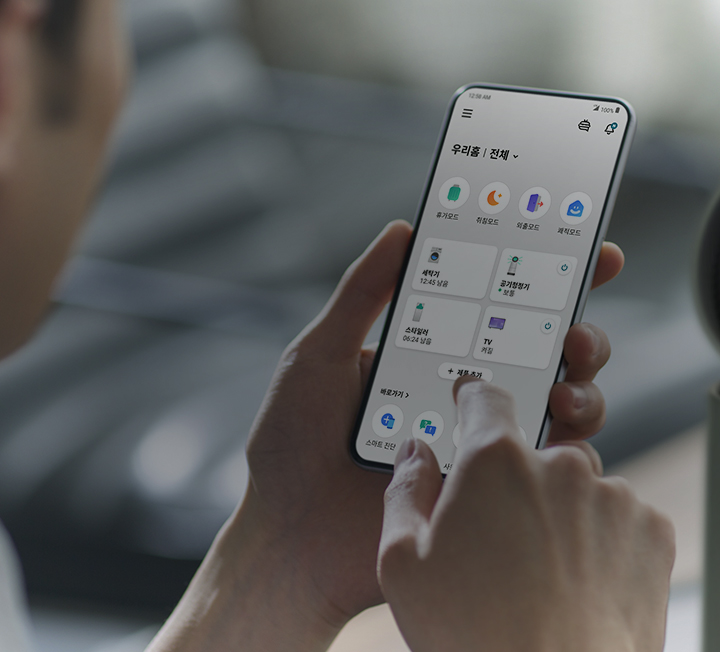 12:58 AM
100%
우리홈 | 전체
휴가모드 취침모드 외출모드 쾌적모드
세탁기
12:45 남음
공기청정기
보통
스타일러
06:24 남음
TV
켜짐
+ 제품 추가
바로가기 >
스마트 진단